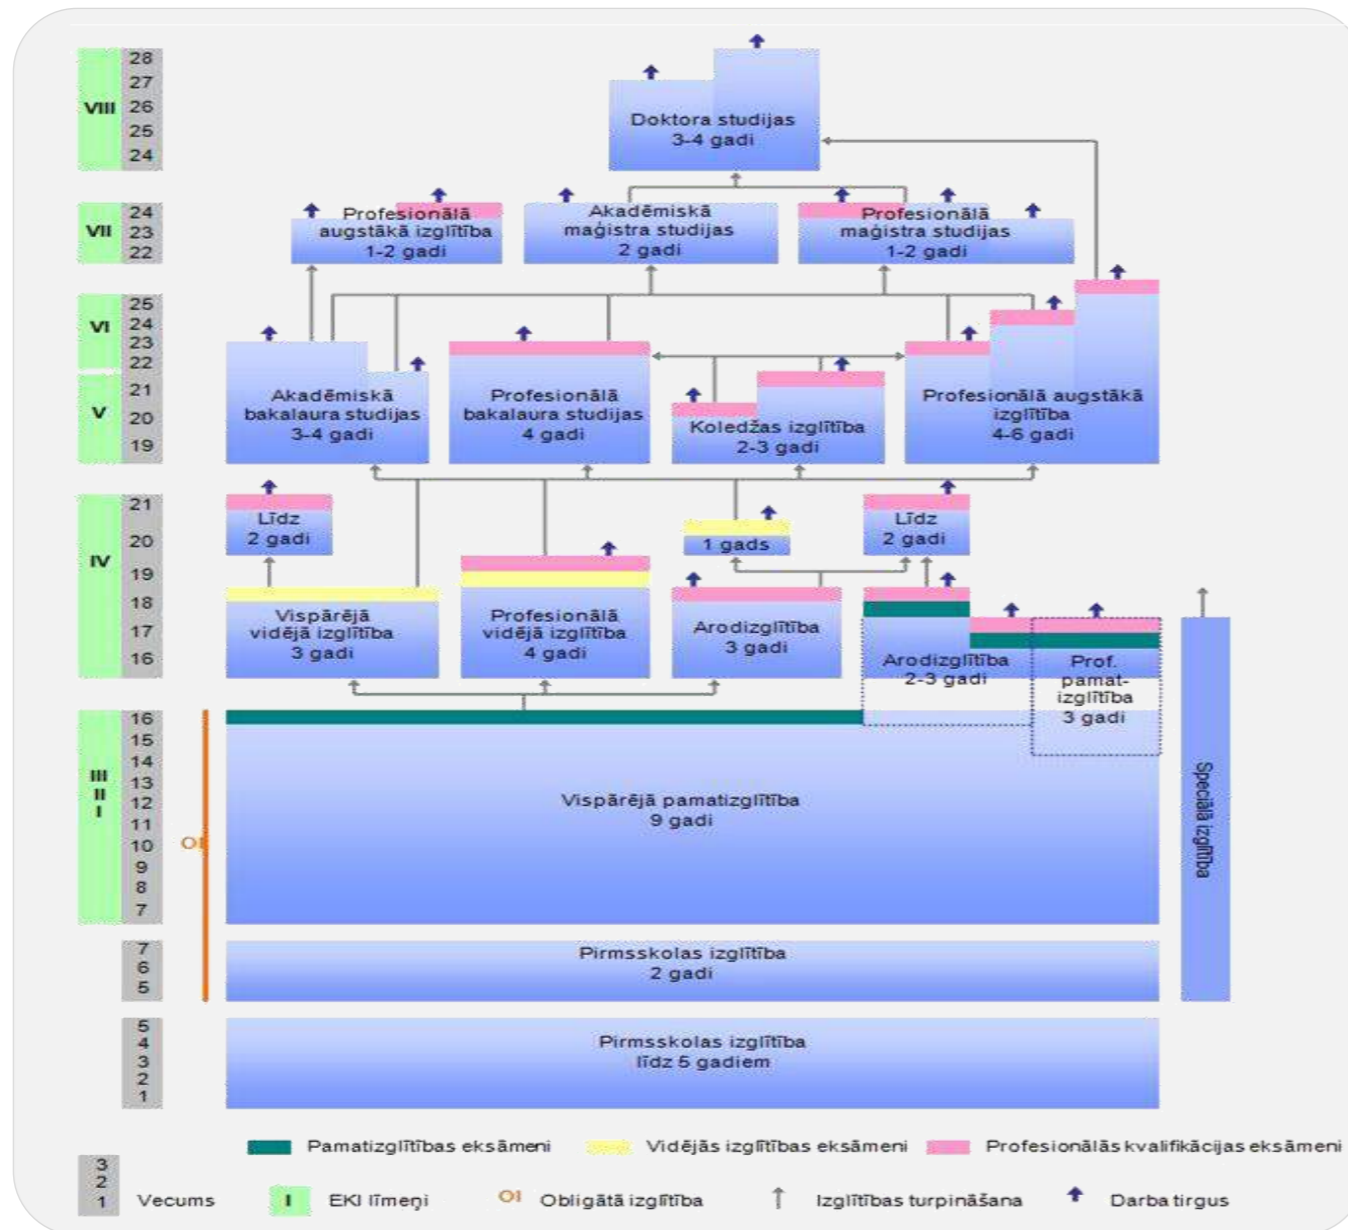 28
27
VIII
26
25
24
Doktora studijas
3-4 gadi
24
VII
23
22
Profesionālā
augstākā izglītība
1-2 gadi
Akadēmiskā
maģistra studijas
2 gadi
Profesionālā
maģistra studijas
1-2 gadi
25
VI
24
23
22
21
V
20
19
Akadēmiskā
bakalaura studijas
3-4 gadi
Profesionālā
bakalaura studijas
4 gadi
Koledžas izglītība
2-3 gadi
Profesionālā augstākā
izglītība
4-6 gadi
21
20
IV
19
18
17
16
Līdz
2 gadi
1 gads
Līdz
2 gadi
Vispārējā
vidējā izglītība
3 gadi
Profesionālā
vidējā izglītība
4 gadi
Arodizglītība
3 gadi
Arodizglītība
2-3 gadi
Prof.
pamat-
izglītība
3 gadi
16
15
14
III
II
I
13
12
11
10
9
8
7
OI
Vispārējā pamatizglītība
9 gadi
Speciālā izglītība
7
6
5
Pirmsskolas izglītība
2 gadi
5
4
3
2
1
Pirmsskolas izglītība
līdz 5 gadiem
Pamatizglītības eksāmeni
Vidējās izglītības eksāmeni
Profesionālās kvalifikācijas eksāmeni
3
2
1
Vecums
I
EKI līmeņi
OI
Obligātā izglītība
Izglītības turpināšana
Darba tirgus